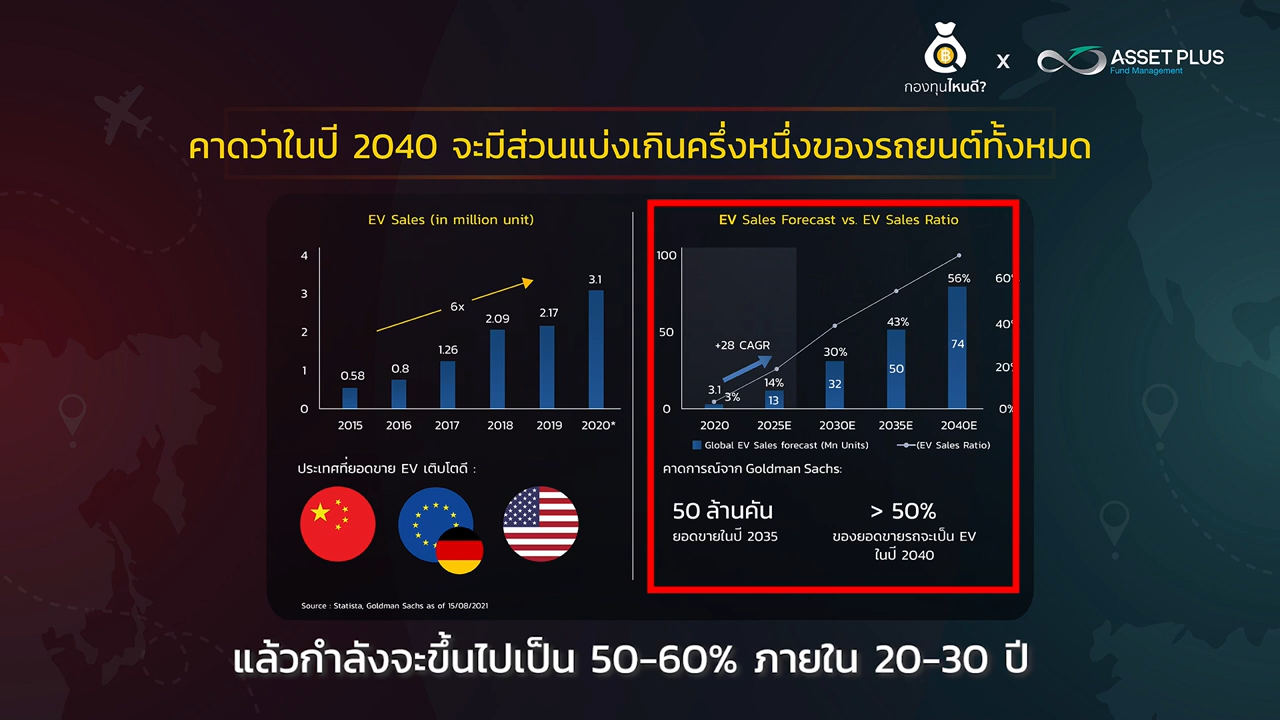 กองทุนไหนดี?
X
ASSET PLUS
Fund Management
คาดว่าในปี 2040 จะมีส่วนแบ่งเกินครึ่งหนึ่งของรถยนต์ทั้งหมด
EV Sales (in million unit)
4
3
2
1
0
6x
0.58
0.8
1.26
2.09
2.17
3.1
2015
2016
2017
2018
2019
2020*
ประเทศที่ยอดขาย EV เติบโตดี :
Source : Statista, Goldman Sachs as of 15/08/2021
EV Sales Forecast vs. EV Sales Ratio
100
50
0
60%
40%
20%
0%
+28 CAGR
3.1
3%
14%
13
30%
32
43%
50
56%
74
2020
2025E
2030E
2035E
2040E
Global EV Sales forecast (Mn Units)
(EV Sales Ratio)
คาดการณ์จาก Goldman Sachs:
50 ล้านคัน
ยอดขายในปี 2035
> 50%
ของยอดขายรถจะเป็น EV
ในปี 2040
แล้วกำลังจะขึ้นไปเป็น 50-60% ภายใน 20-30 ปี